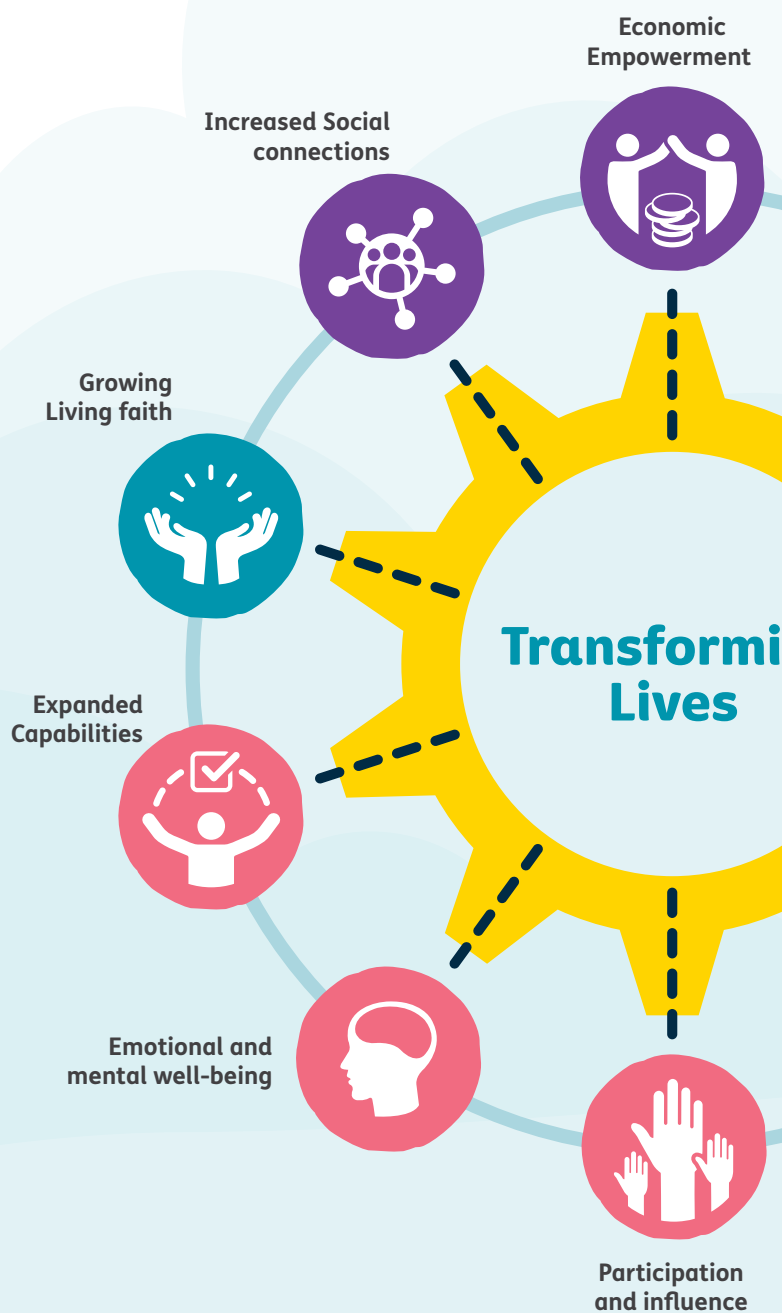 Economic
Empowerment
Increased Social
connections
Growing
Living faith
Transformi
Lives
Expanded
Capabilities
Emotional and
mental well-being
Participation
and influence